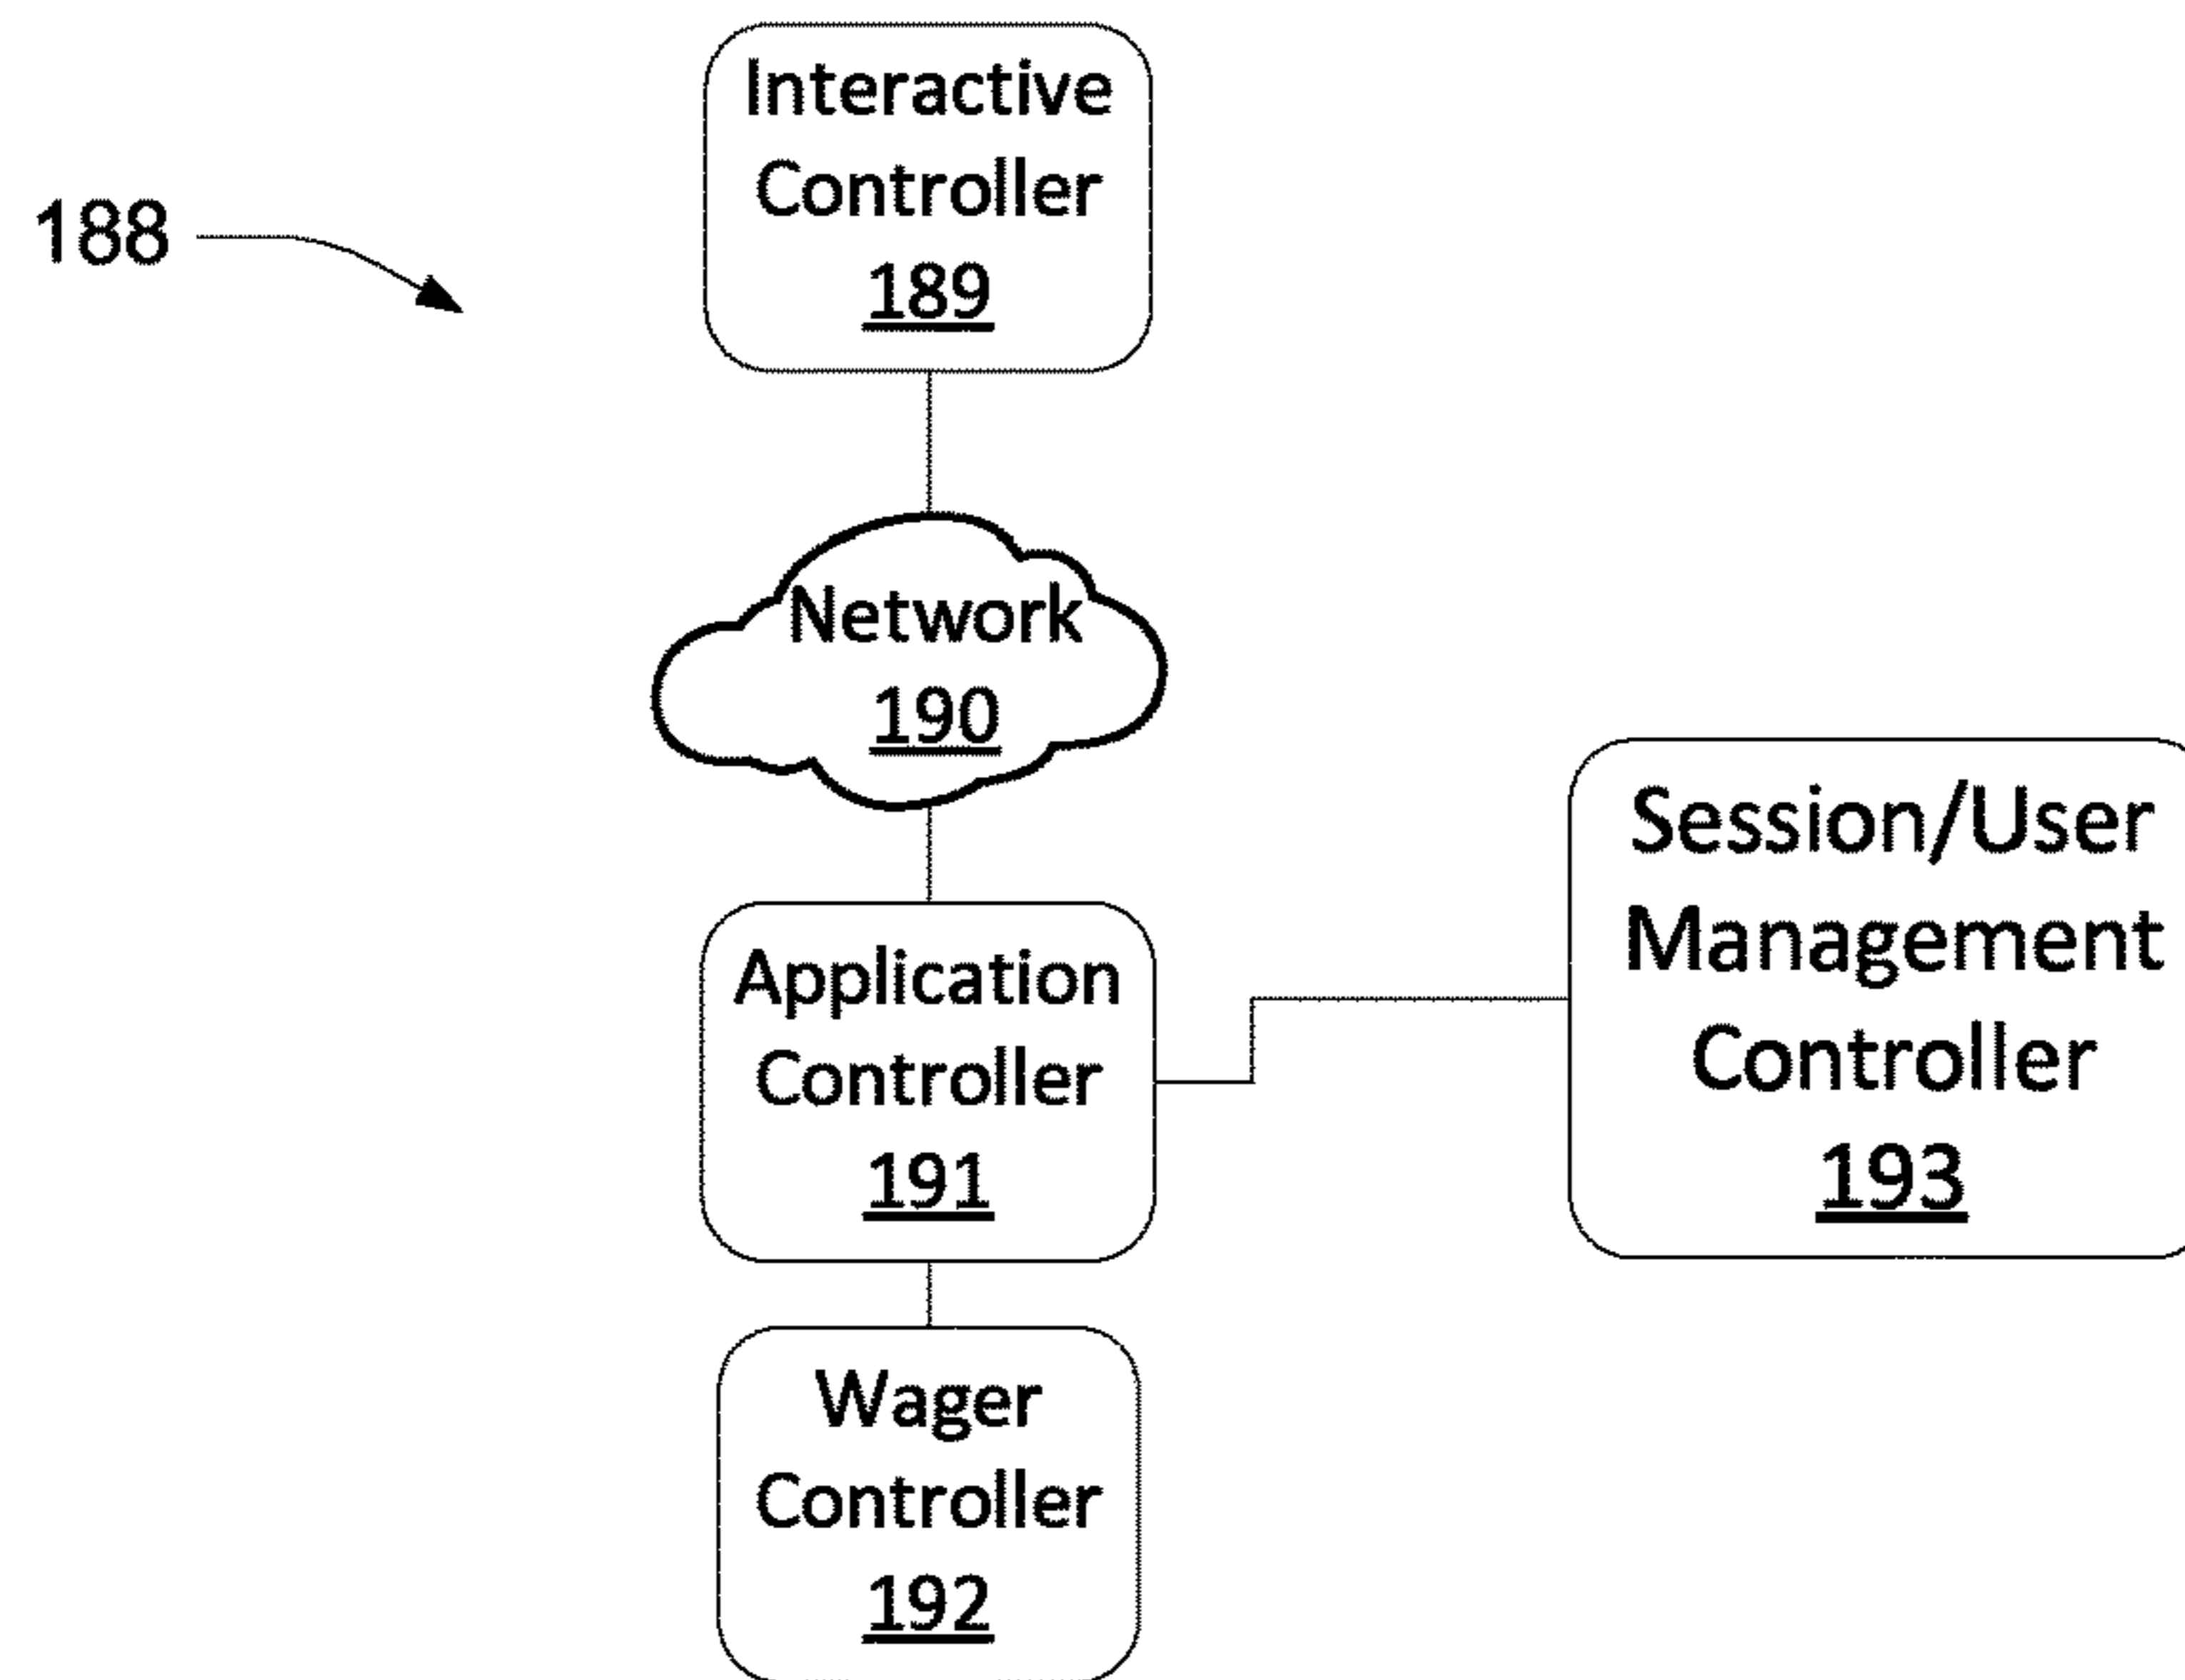 188
Interactive
Controller
189
Network
190
Application
Controller
191
Session/User
Management
Controller
193
Wager
Controller
192